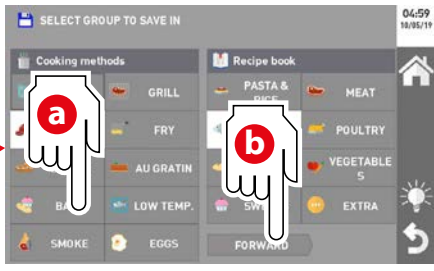 SELECT GROUP TO SAVE IN
04:59
10/05/19
Cooking methods
Recipe book
GRILL
PASTA &
MEAT
a
FRY
b
POULTRY
AU GRATIN
VEGETABLE
S
LOW TEMP.
EXTRA
SMOKE
EGGS
FORWARD